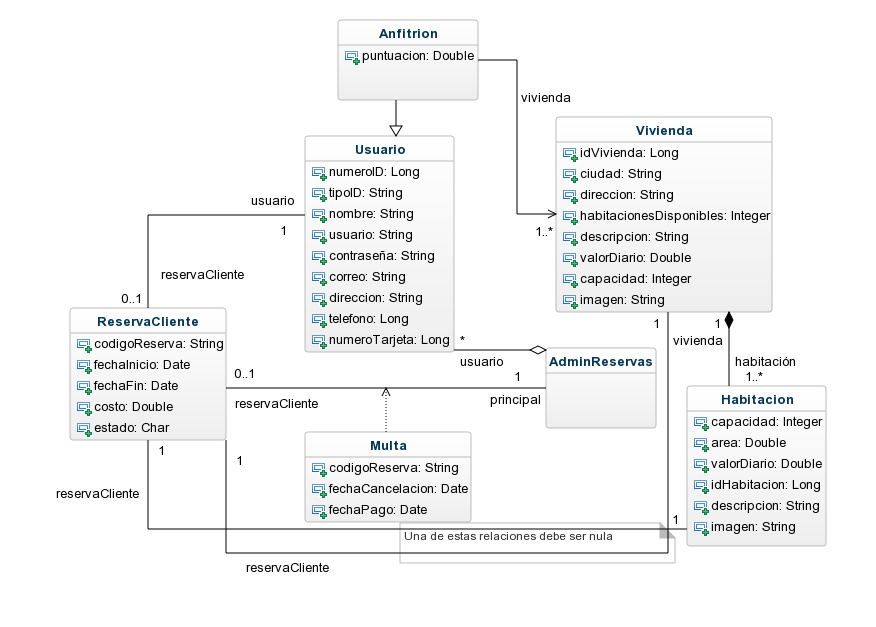 Anfitrion
puntuacion: Double
vivienda
Vivienda
idVivienda: Long
ciudad: String
direccion: String
habitacionesDisponibles: Integer
descripcion: String
valorDiario: Double
capacidad: Integer
imagen: String
1..*
Usuario
numeroID: Long
tipoID: String
nombre: String
usuario: String
contraseña: String
correo: String
direccion: String
telefono: Long
numeroTarjeta: Long
usuario
1
reservaCliente
0..1
ReservaCliente
codigoReserva: String
fechaInicio: Date
fechaFin: Date
costo: Double
estado: Char
*
usuario
AdminReservas
0..1
reservaCliente
1
principal
1
vivienda
1
habitación
1..*
Habitacion
capacidad: Integer
area: Double
valorDiario: Double
idHabitacion: Long
descripcion: String
imagen: String
Multa
codigoReserva: String
fechaCancelacion: Date
fechaPago: Date
1
reservaCliente
1
1
Una de estas relaciones debe ser nula
reservaCliente